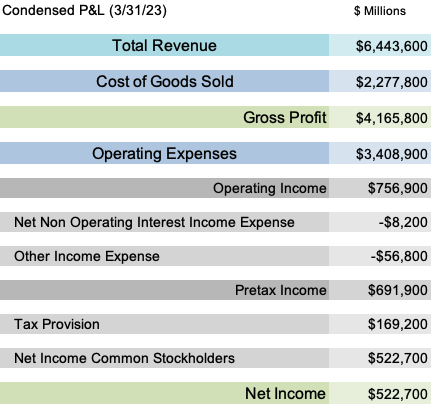 Condensed P&L (3/31/23) $ Millions
Total Revenue $6,443,600
Cost of Goods Sold $2,277,800
Gross Profit $4,165,800
Operating Expenses $3,408,900
Operating Income $756,900
Net Non Operating Interest Income Expense -$8,200
Other Income Expense -$56,800
Pretax Income $691,900
Tax Provision $169,200
Net Income Common Stockholders $522,700
Net Income $522,700